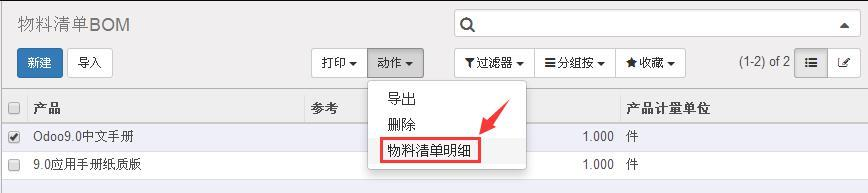 物料清单BOM
新建 导入 打印 动作 过滤器 分组按 收藏 (1-2) of 2
产品 参考 产品计量单位
导出
删除
物料清单明细
Odoo9.0中文手册 1.000 件
9.0应用手册纸质版 1.000 件